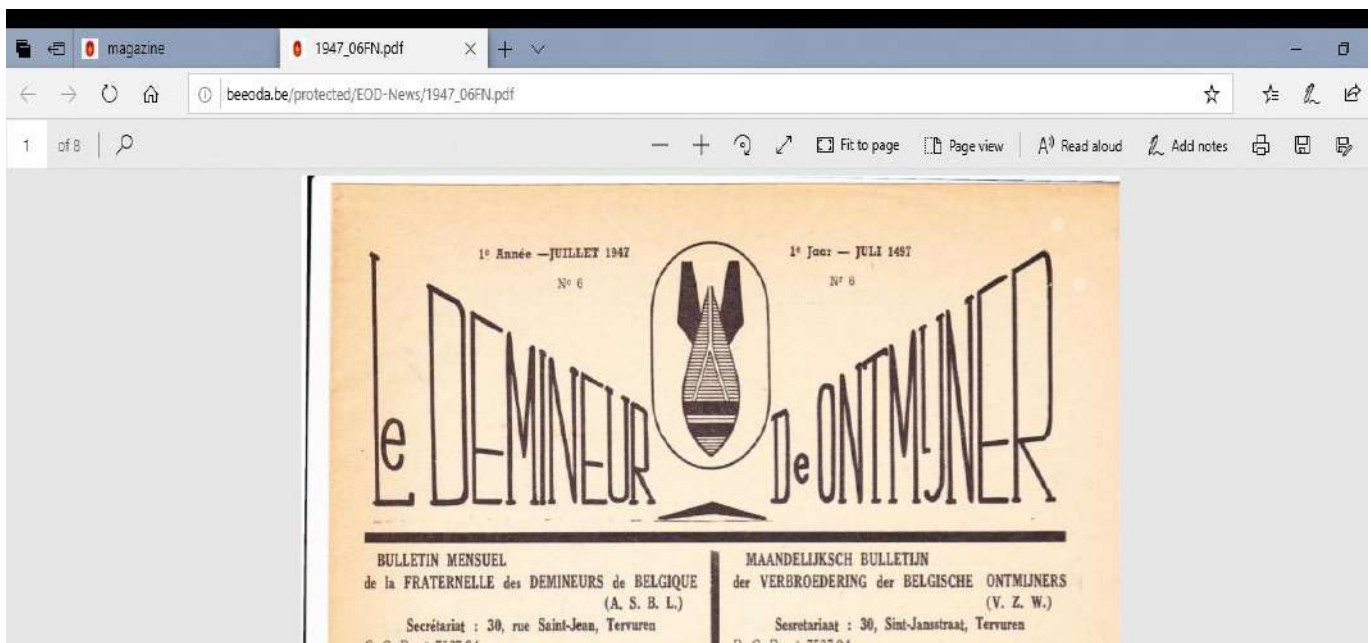 magazine
1947_06FN.pdf
beeoda.be/protected/EOD-News/1947_06FN.pdf
1 of 8
Fit to page
Page view
Read aloud
Add notes
1e Année —JUILLET 1947
No 6
1e Jaar — JULI 1497
Nr 6
Le DEMINEUR
De ONTMIJNER
BULLETIN MENSUEL
de la FRATERNELLE des DEMINEURS de BELGIQUE
(A. S. B. L.)
Secrétariat : 30, rue Saint-Jean, Tervuren
MAANDELIJKSCH BULLETIJN
der VERBROEDERING der BELGISCHE ONTMIJNERS
(V. Z. W.)
Sesretariaat : 30, Sint-Jansstraat, Tervuren